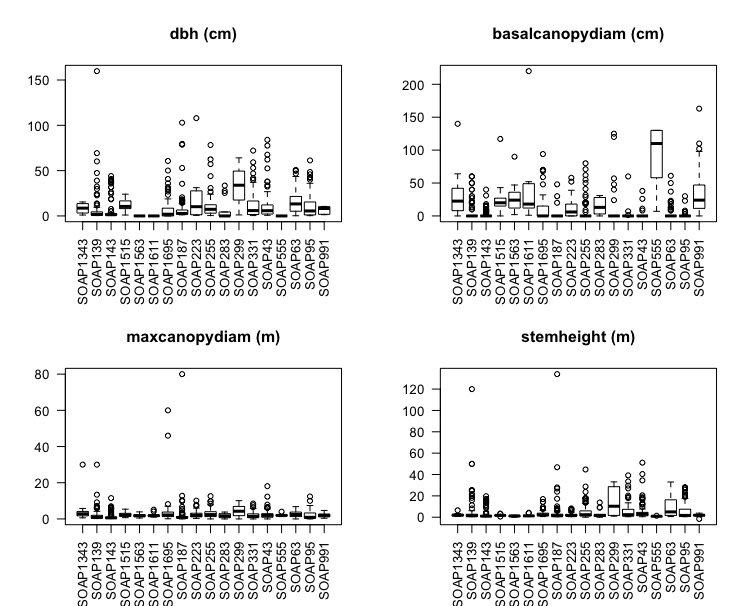 dbh (cm)
150
100
50
0
SOAP1343
SOAP139
SOAP143
SOAP1515
SOAP1563
SOAP1611
SOAP1695
SOAP187
SOAP223
SOAP255
SOAP283
SOAP299
SOAP331
SOAP43
SOAP555
SOAP63
SOAP95
SOAP991
basalcanopydiam (cm)
200
150
100
50
0
SOAP1343
SOAP139
SOAP143
SOAP1515
SOAP1563
SOAP1611
SOAP1695
SOAP187
SOAP223
SOAP255
SOAP283
SOAP299
SOAP331
SOAP43
SOAP555
SOAP63
SOAP95
SOAP991
maxcanopydiam (m)
80
60
40
20
0
SOAP1343
SOAP139
SOAP143
SOAP1515
SOAP1563
SOAP1611
SOAP1695
SOAP187
SOAP223
SOAP255
SOAP283
SOAP299
SOAP331
SOAP43
SOAP555
SOAP63
SOAP95
SOAP991
stemheight (m)
120
100
80
60
40
20
0
SOAP1343
SOAP139
SOAP143
SOAP1515
SOAP1563
SOAP1611
SOAP1695
SOAP187
SOAP223
SOAP255
SOAP283
SOAP299
SOAP331
SOAP43
SOAP555
SOAP63
SOAP95
SOAP991